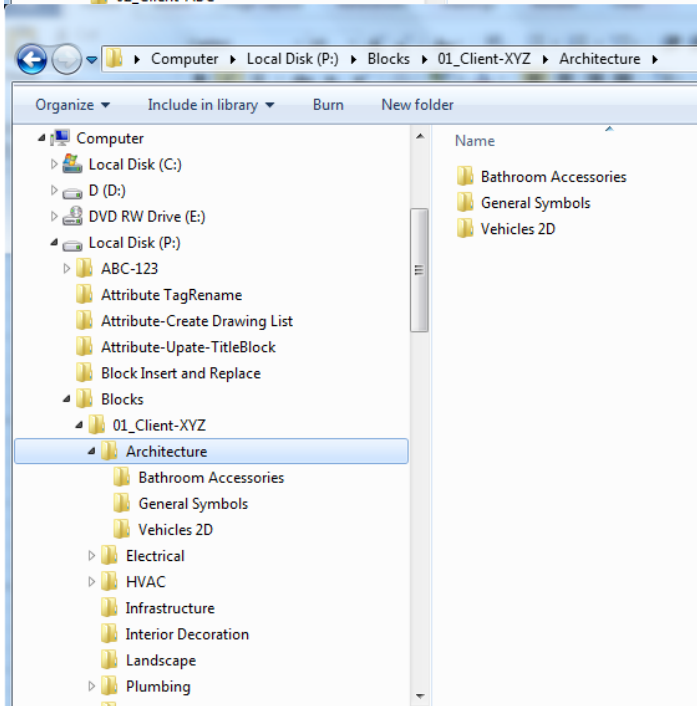 Computer ▸ Local Disk (P:) ▸ Blocks ▸ 01_Client-XYZ ▸ Architecture ▸
Organize Include in library Burn New folder
Computer
Local Disk (C:)
D (D:)
DVD RW Drive (E:)
Local Disk (P:)
ABC-123
Attribute TagRename
Attribute-Create Drawing List
Attribute-Upate-TitleBlock
Block Insert and Replace
Blocks
01_Client-XYZ
Architecture
Bathroom Accessories
General Symbols
Vehicles 2D
Electrical
HVAC
Infrastructure
Interior Decoration
Landscape
Plumbing
Name
Bathroom Accessories
General Symbols
Vehicles 2D